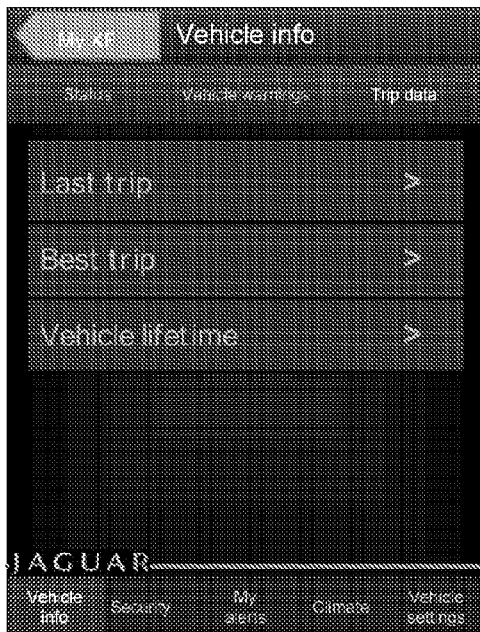 My XF
Vehicle info
Status Vehicle warnings Trip data
Last trip >
Best trip >
Vehicle lifetime >
JAGUAR
Vehicle info
Security
My alerts
Climate
Vehicle settings